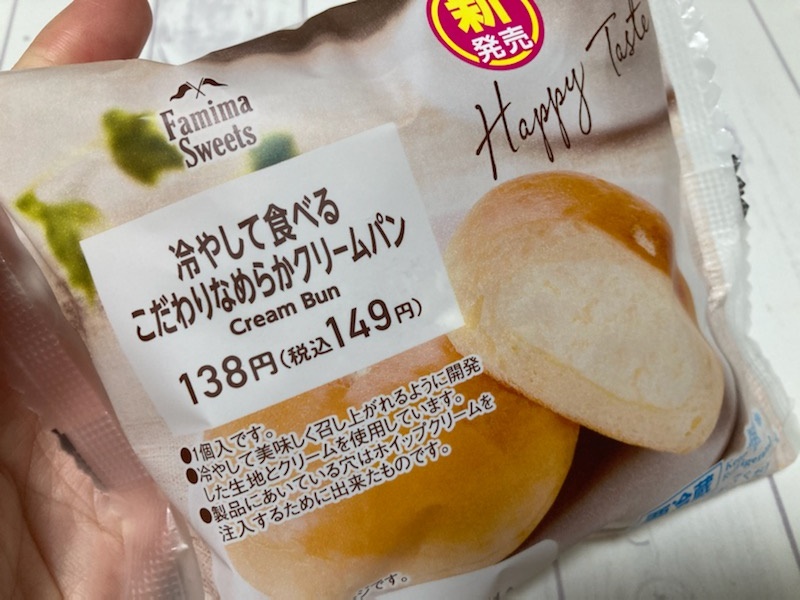 新
発売
Happy Taste
Famima
Sweets
冷やして食べる
こだわりなめらかクリームパン
Cream Bun
138円(税込149円)
●1個入です。
●冷やして美味しく召し上がれるように開発
した生地とクリームを使用しています。
●製品にあいている穴はホイップクリームを
注入するために出来たものです。
ジです。